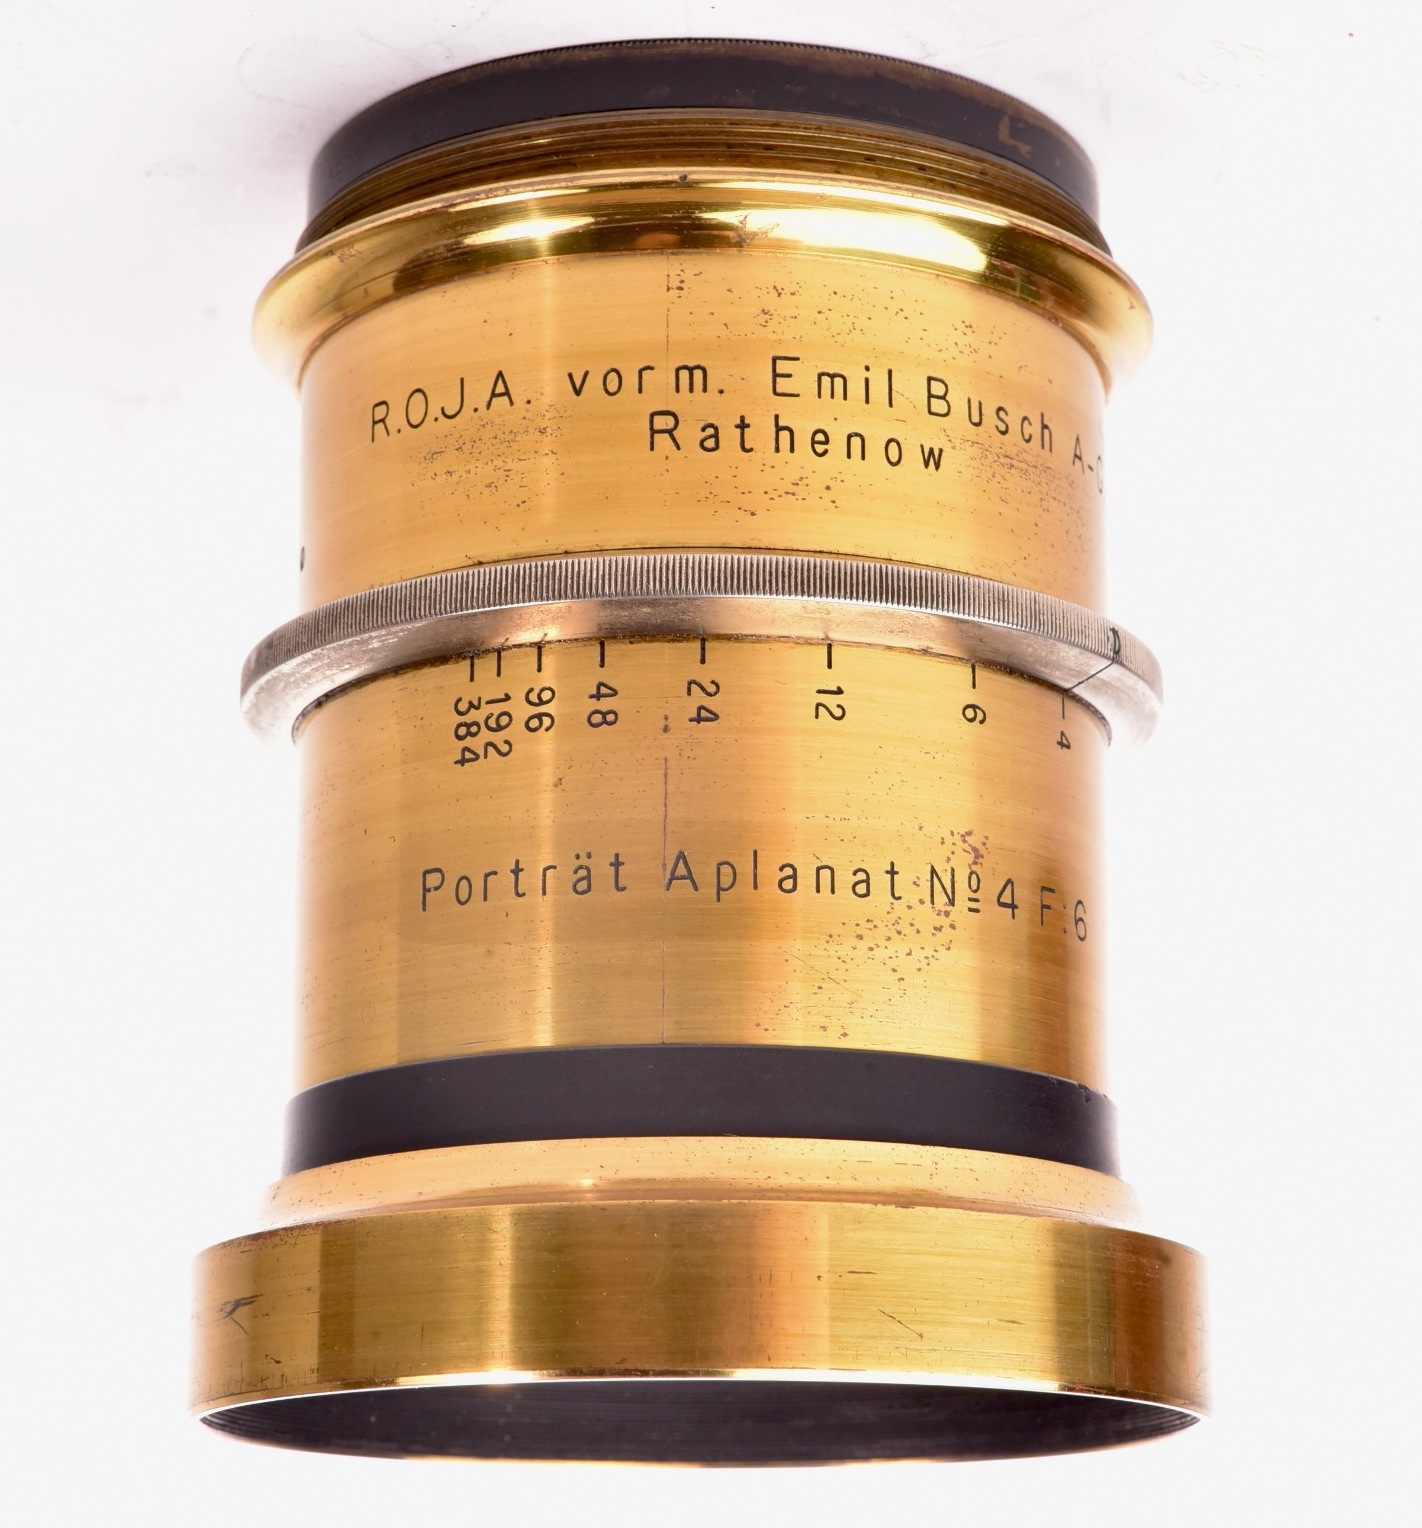 R.O.J.A. vorm. Emil Busch A-G
Rathenow
384 192 96 48 24 12 6 4
Porträt Aplanat Nº 4 F:6